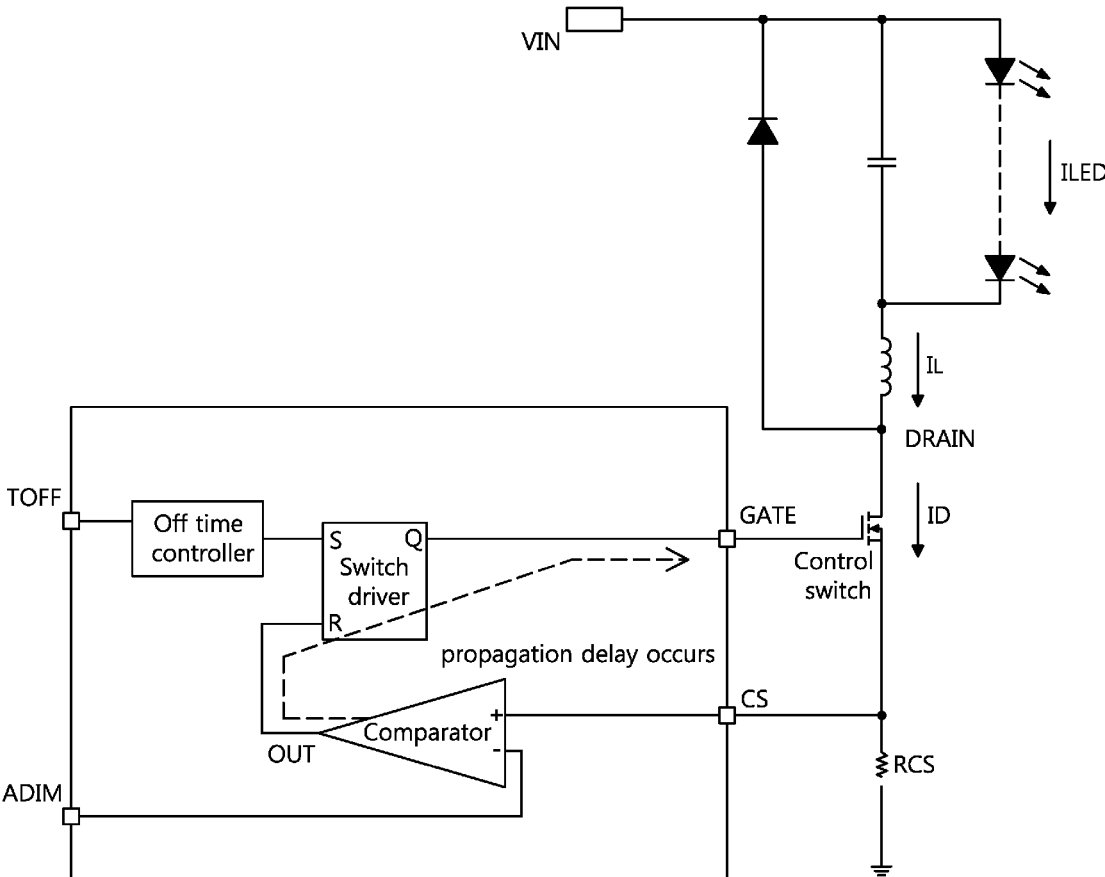 VIN
ILED
IL
DRAIN
TOFF
Off time
controller
S
Q
Switch
driver
R
GATE
ID
Control
switch
propagation delay occurs
CS
+
Comparator
-
OUT
RCS
ADIM